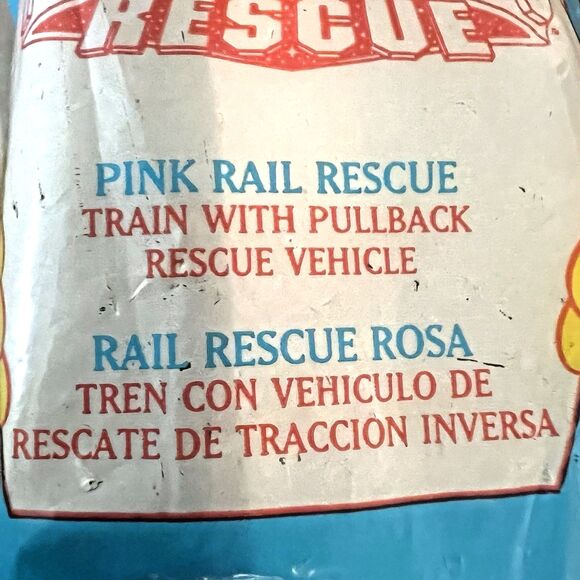 RESCUE
PINK RAIL RESCUE
TRAIN WITH PULLBACK
RESCUE VEHICLE
RAIL RESCUE ROSA
TREN CON VEHICULO DE
RESCATE DE TRACCION INVERSA